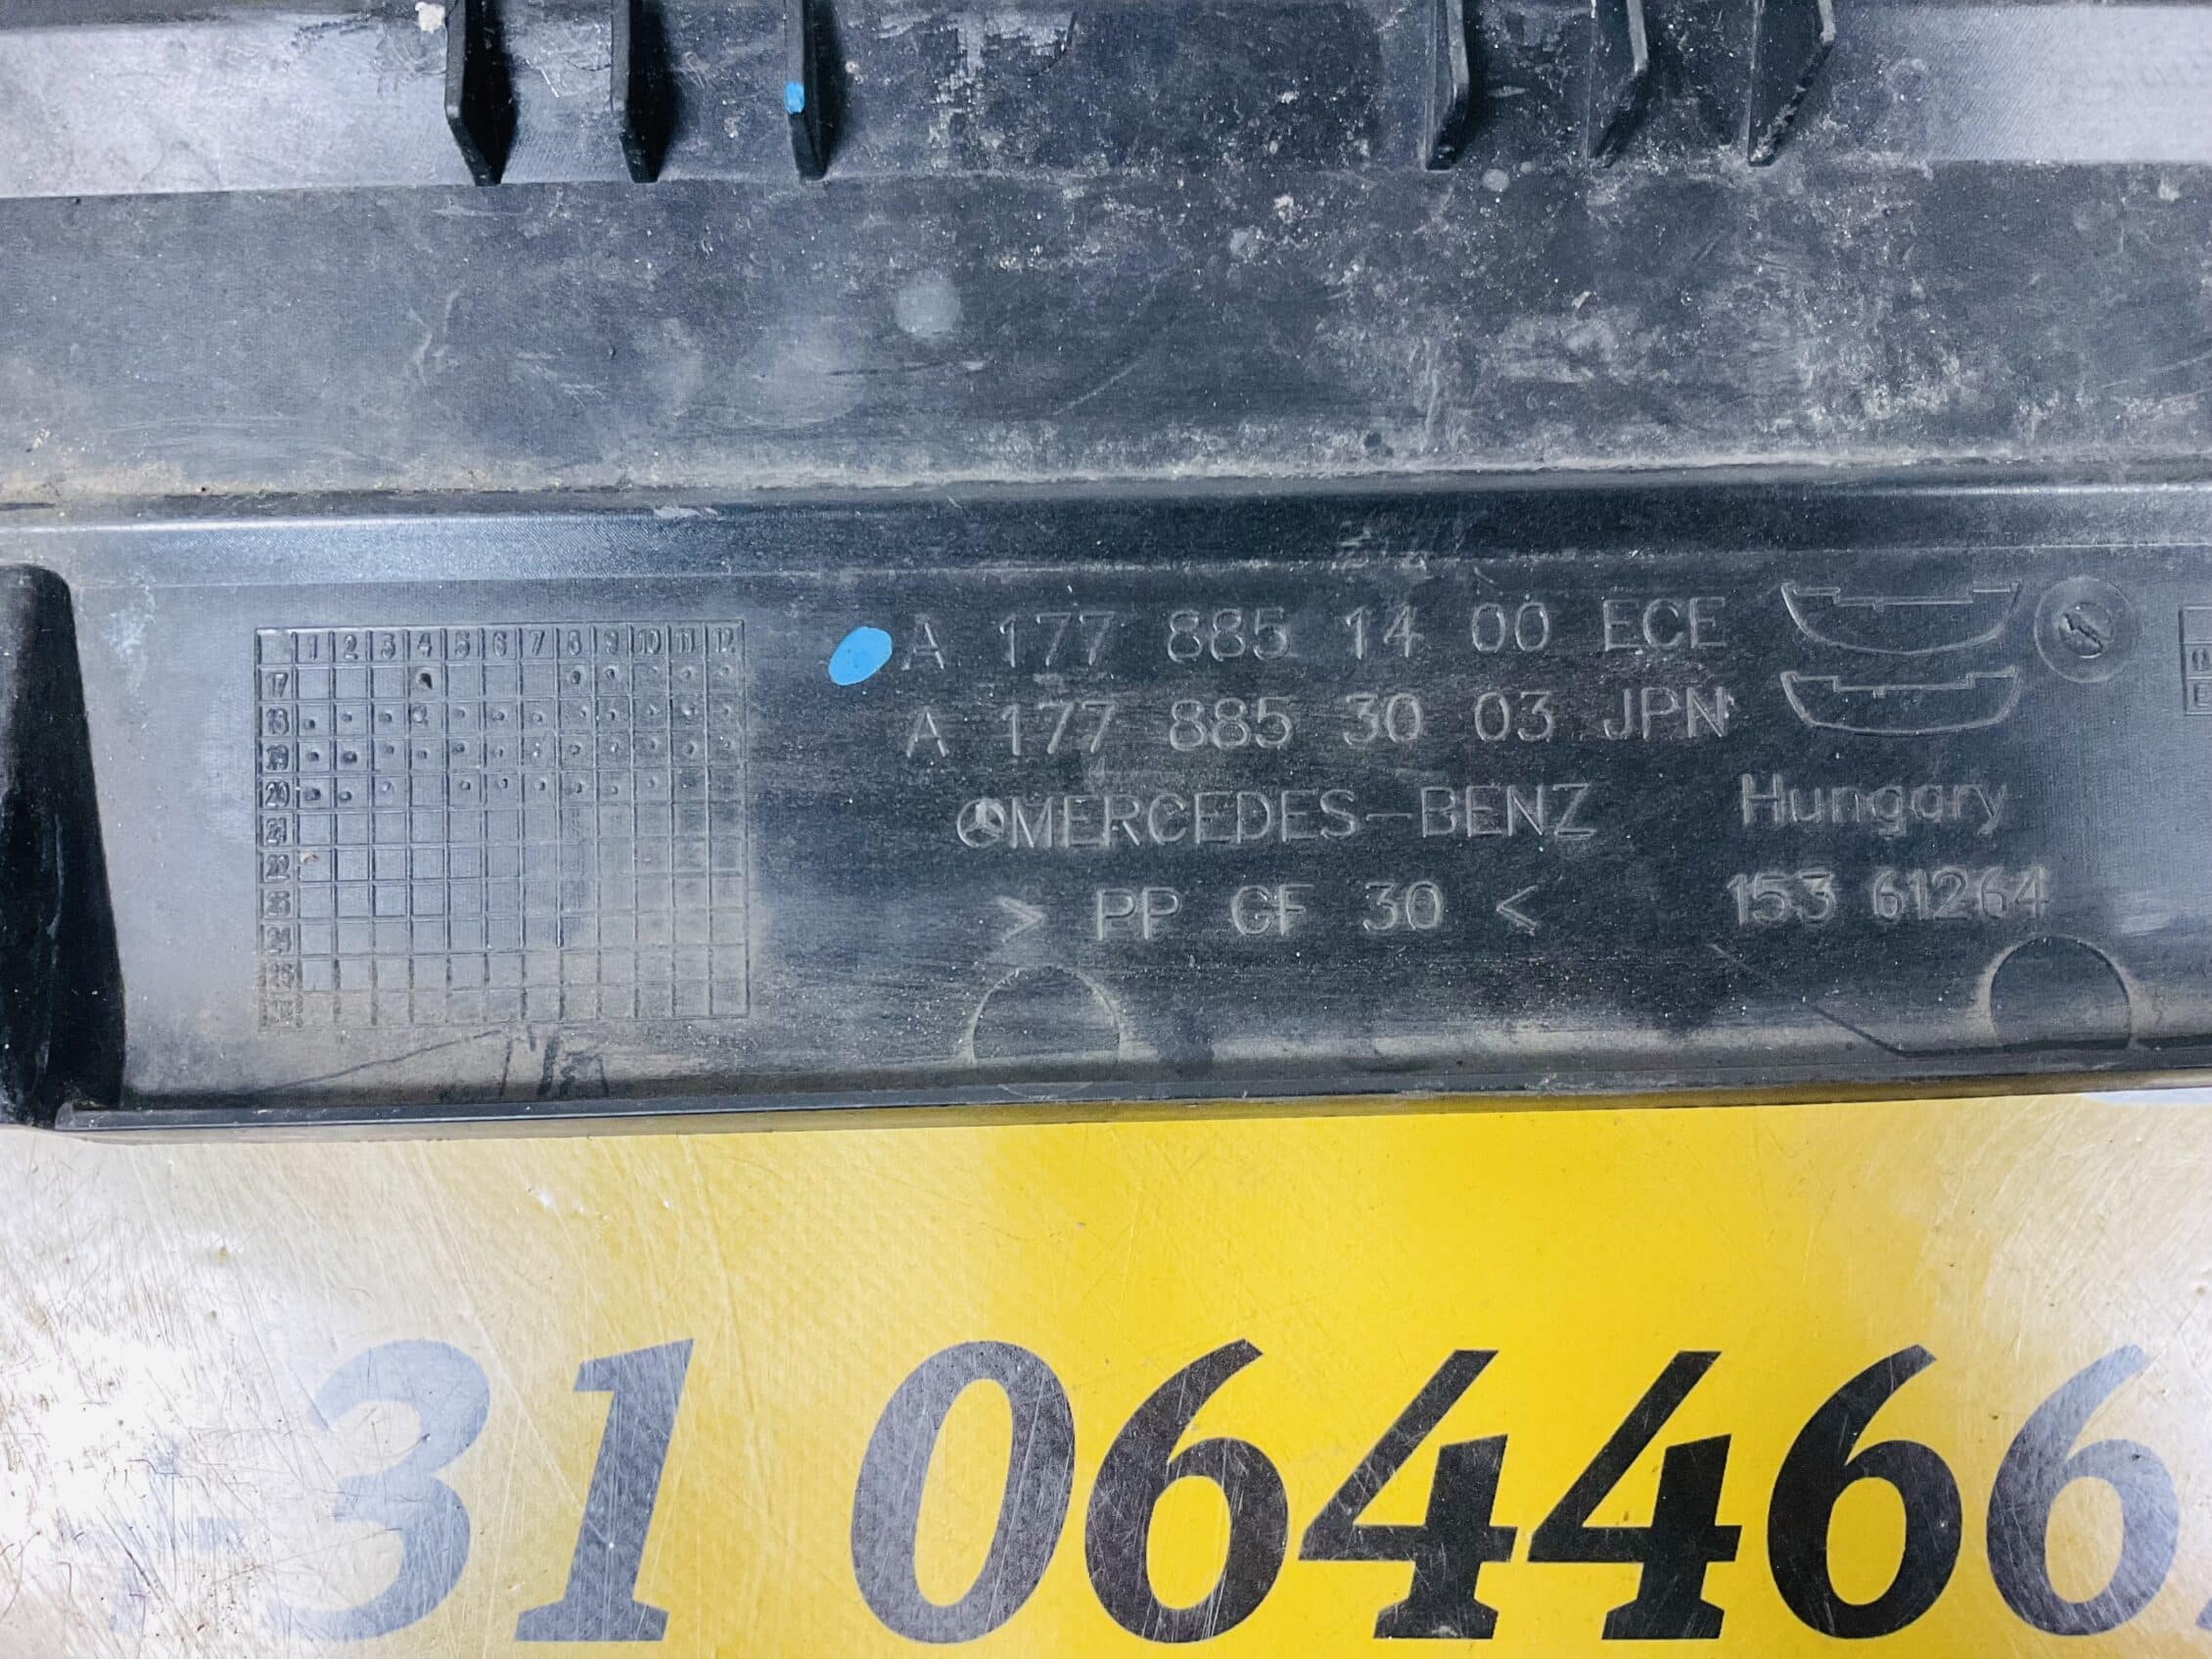 1 2 3 4 5 6 7 8 9 10 11 12
17
18
19
20
21
22
23
24
25
A 177 885 14 00 ECE
A 177 885 30 03 JPN
MERCEDES-BENZ
Hungary
> PP GF 30 <
153 61264
+31 064466